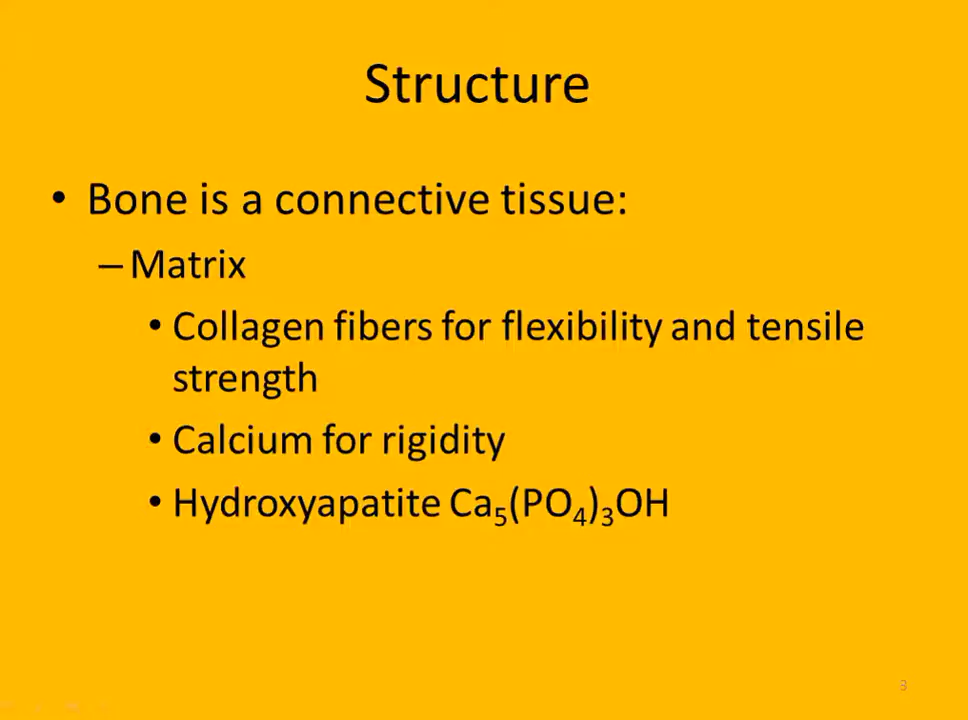 Structure
• Bone is a connective tissue:
– Matrix
• Collagen fibers for flexibility and tensile
strength
• Calcium for rigidity
• Hydroxyapatite Ca₅(PO₄)₃OH
3